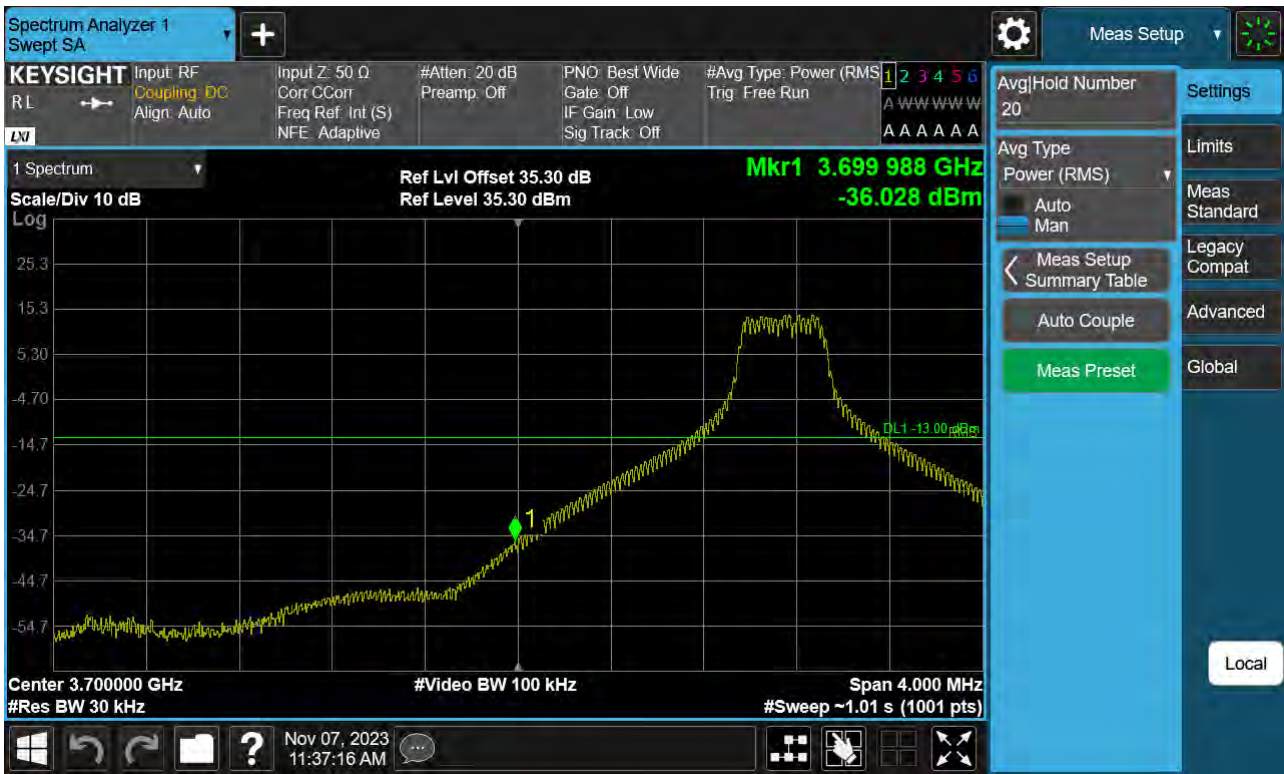 Spectrum Analyzer 1
Swept SA
+
Meas Setup
KEYSIGHT
R L
LXI
Input: RF
Coupling: DC
Align: Auto
Input Z: 50 Ω
Corr CCorr
Freq Ref: Int (S)
NFE: Adaptive
#Atten: 20 dB
Preamp: Off
PNO: Best Wide
Gate: Off
IF Gain: Low
Sig Track: Off
#Avg Type: Power (RMS
Trig: Free Run
1 2 3 4 5 6
A W W W W W
A A A A A A
1 Spectrum
Scale/Div 10 dB
Log
Ref Lvl Offset 35.30 dB
Ref Level 35.30 dBm
Mkr1 3.699 988 GHz
-36.028 dBm
25.3
15.3
5.30
-4.70
-14.7
-24.7
-34.7
-44.7
-54.7
DL1 -13.00 dBm
RMS
1
Center 3.700000 GHz
#Res BW 30 kHz
#Video BW 100 kHz
Span 4.000 MHz
#Sweep ~1.01 s (1001 pts)
Avg|Hold Number
20
Avg Type
Power (RMS)
Auto
Man
Meas Setup
Summary Table
Auto Couple
Meas Preset
Settings
Limits
Meas
Standard
Legacy
Compat
Advanced
Global
Local
?
Nov 07, 2023
11:37:16 AM